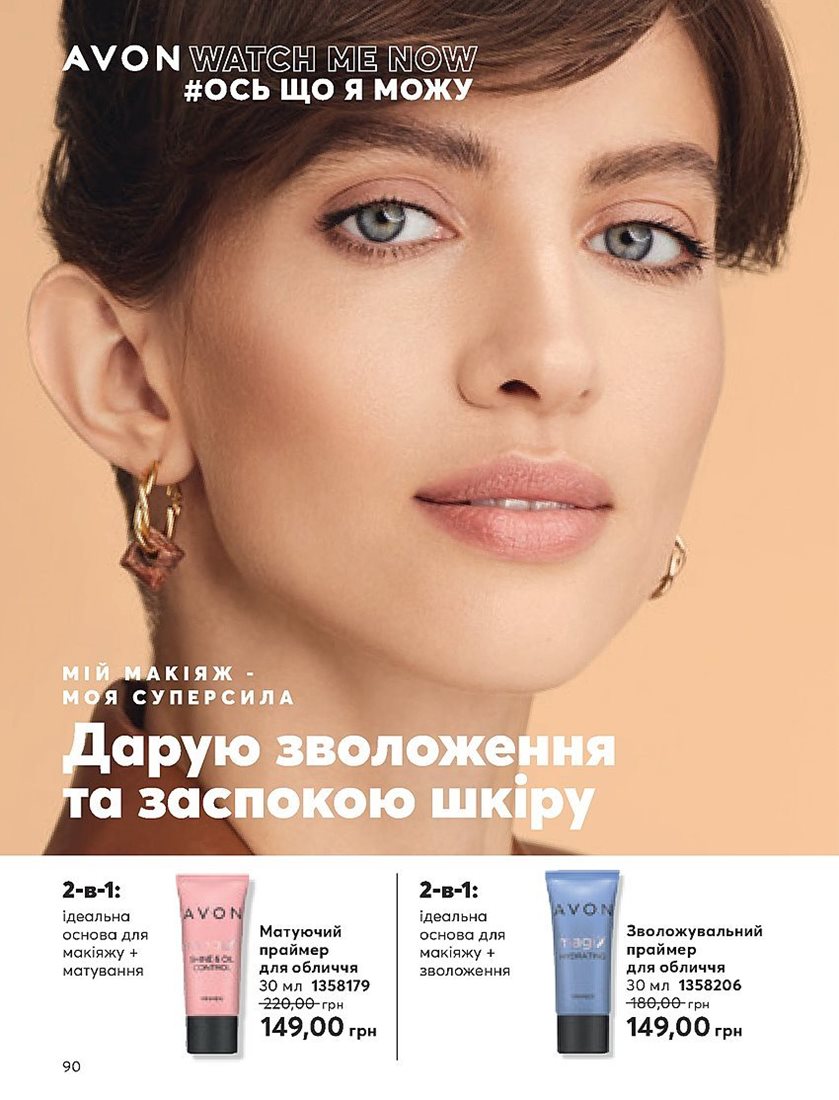 AVON WATCH ME NOW
#ОСЬ ЩО Я МОЖУ
МІЙ МАКІЯЖ -
МОЯ СУПЕРСИЛА
Дарую зволоження
та заспокою шкіру
2-в-1:
ідеальна
основа для
макіяжу +
матування
AVON
magix
SHINE & OIL
CONTROL
Матуючий
праймер
для обличчя
30 мл 1358179
220,00 грн
149,00 грн
2-в-1:
ідеальна
основа для
макіяжу +
зволоження
AVON
magix
HYDRATING
Зволожувальний
праймер
для обличчя
30 мл 1358206
180,00 грн
149,00 грн
90